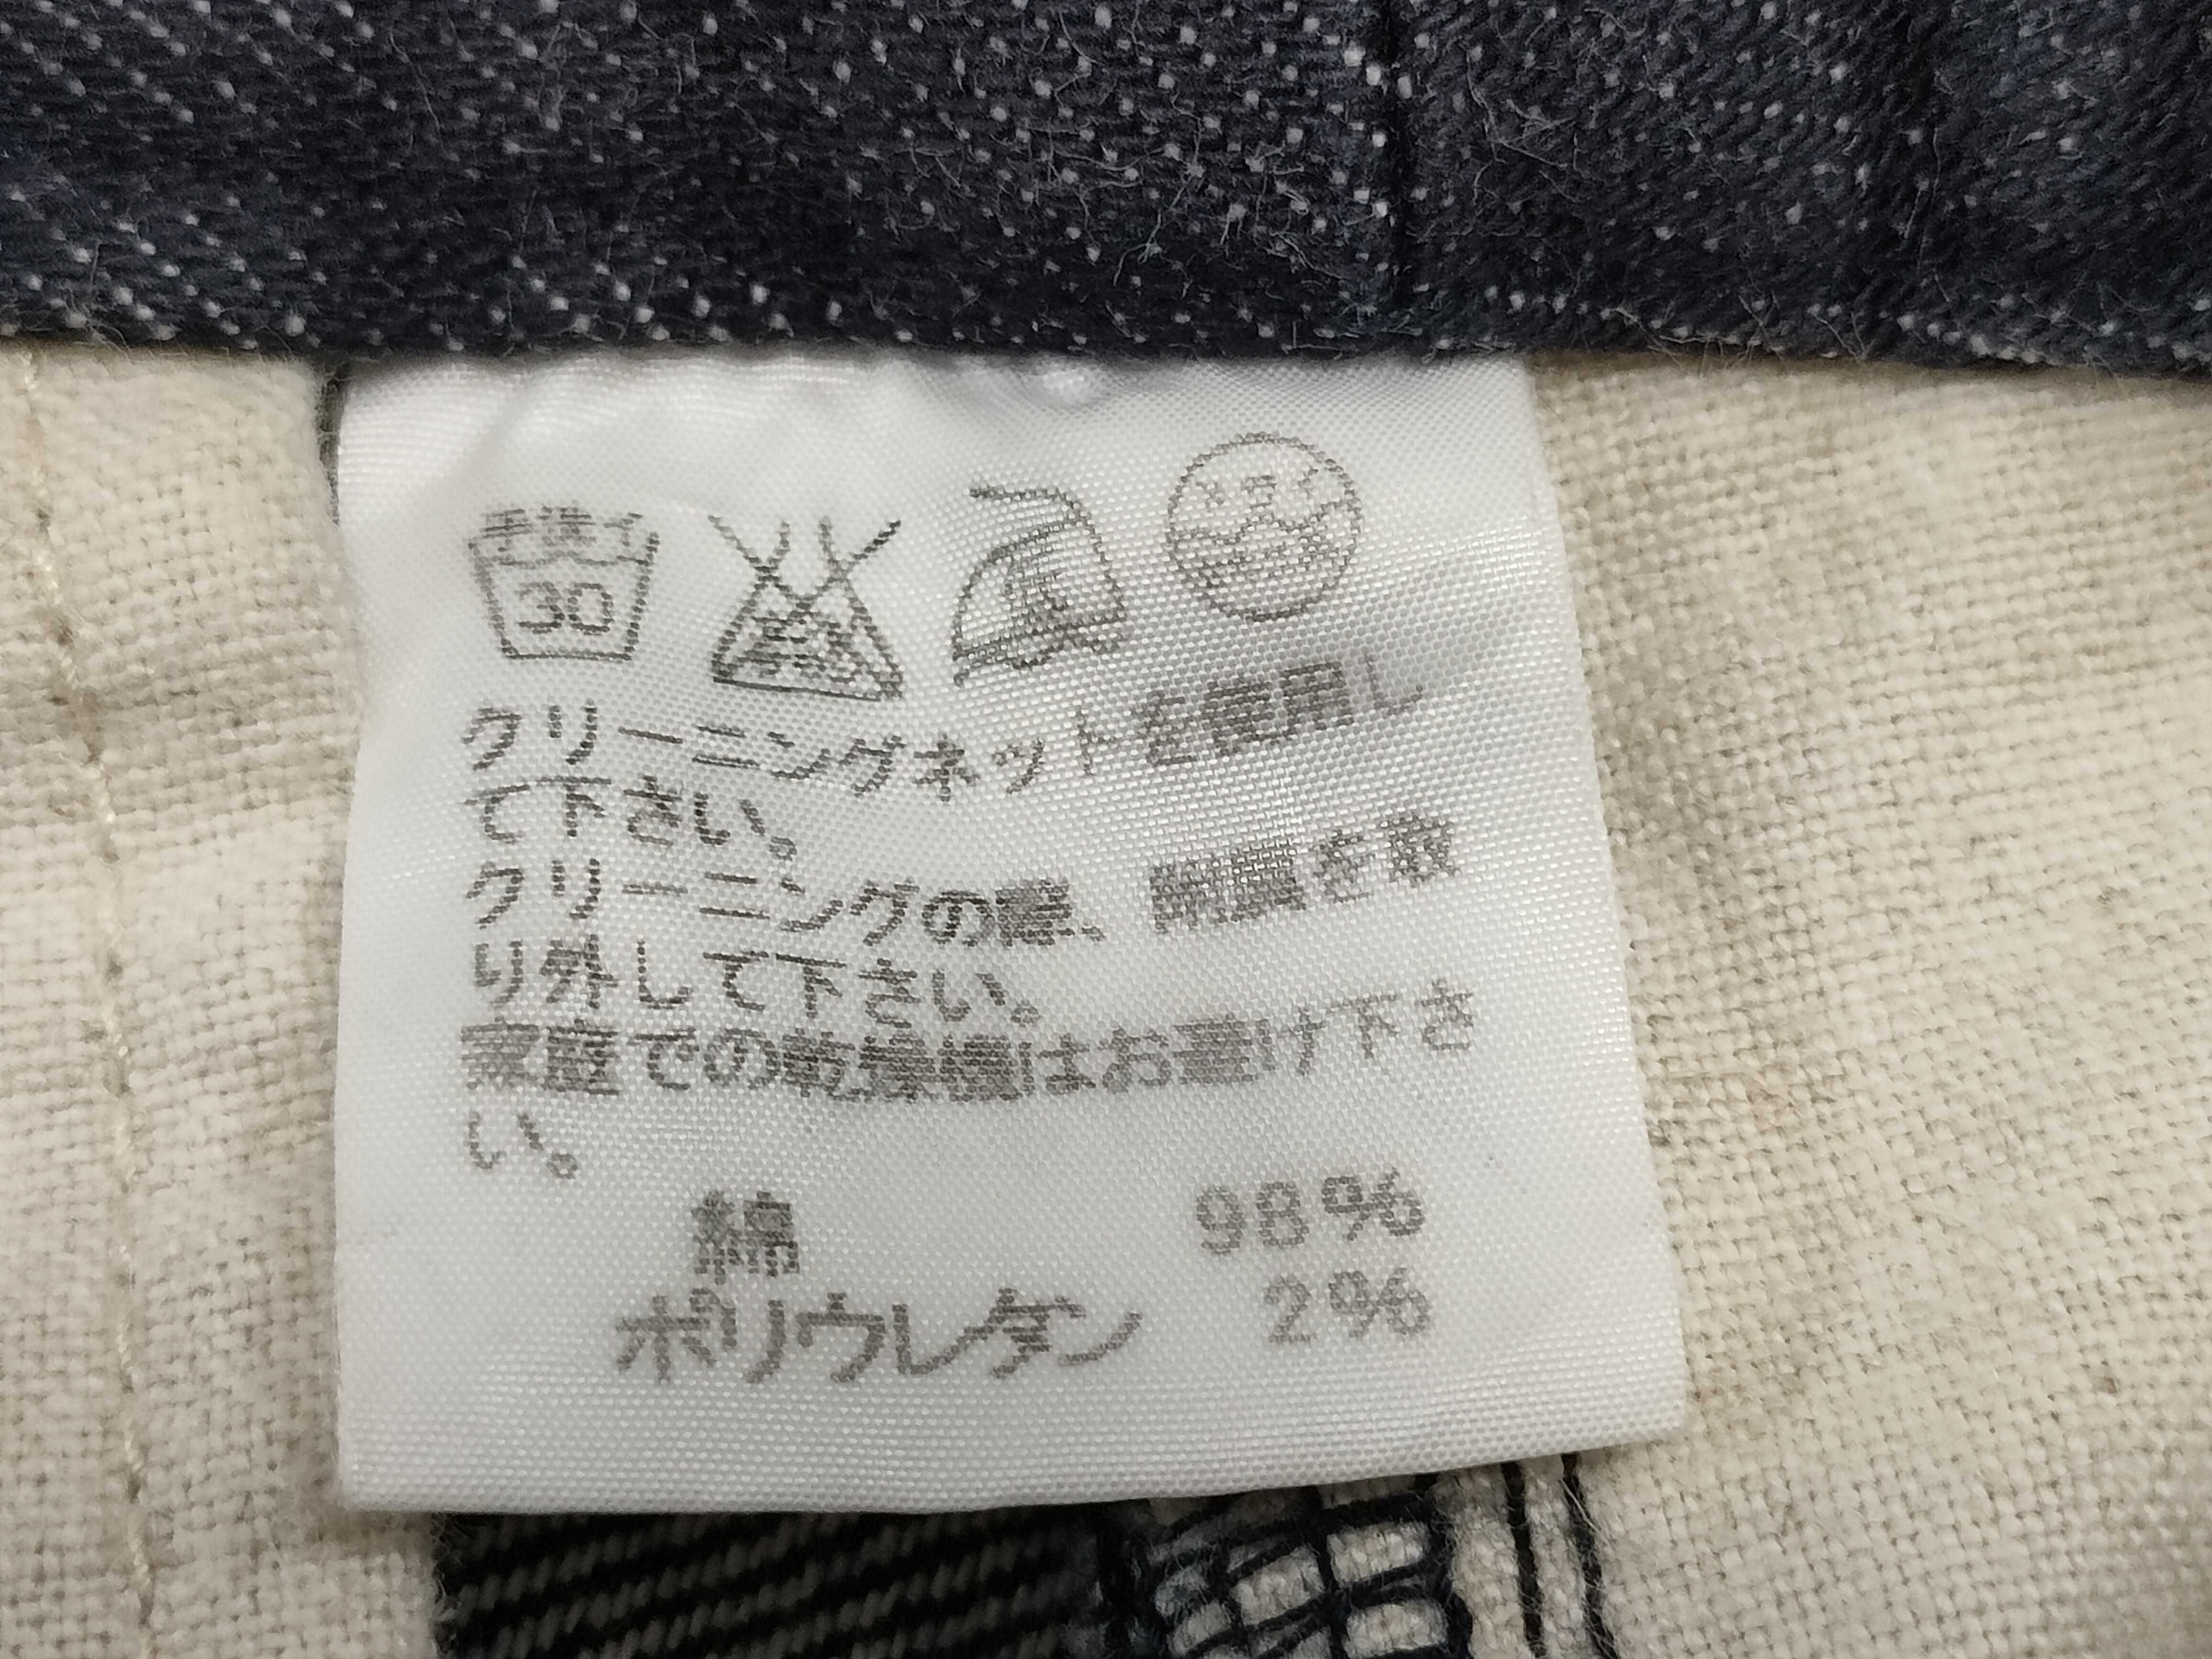 手洗イ
30
クリーニングネットを使用し
て下さい。
クリーニングの際、附属を取
り外して下さい。
家庭での乾燥機はお避け下さ
い。
綿 98%
ポリウレタン 2%